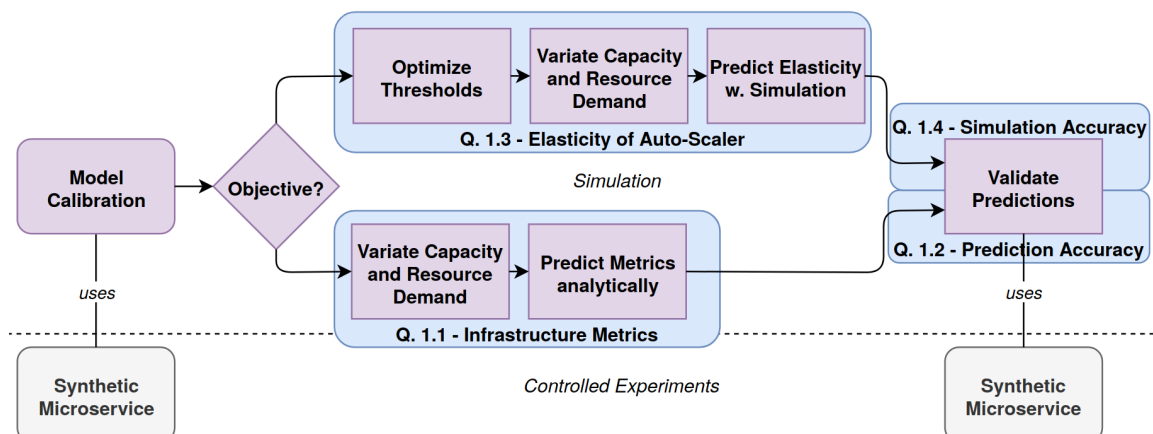 Model
Calibration
Objective?
Optimize
Thresholds
Variate Capacity
and Resource
Demand
Predict Elasticity
w. Simulation
Q. 1.3 - Elasticity of Auto-Scaler
Simulation
Variate Capacity
and Resource
Demand
Predict Metrics
analytically
Q. 1.1 - Infrastructure Metrics
Q. 1.4 - Simulation Accuracy
Validate
Predictions
Q. 1.2 - Prediction Accuracy
uses
uses
Synthetic
Microservice
Controlled Experiments
Synthetic
Microservice